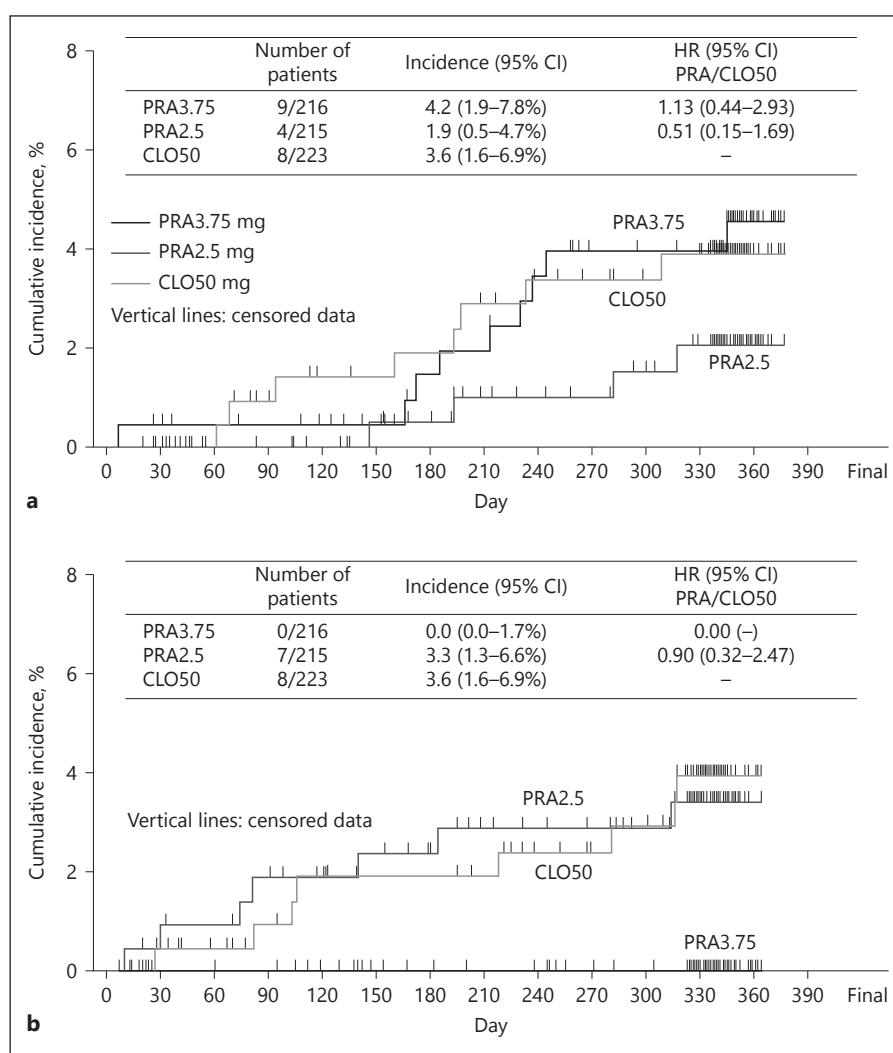 Number of patients Incidence (95% CI) HR (95% CI) PRA/CLO50
PRA3.75 9/216 4.2 (1.9–7.8%) 1.13 (0.44–2.93)
PRA2.5 4/215 1.9 (0.5–4.7%) 0.51 (0.15–1.69)
CLO50 8/223 3.6 (1.6–6.9%) –
8
6
4
2
0
Cumulative incidence, %
PRA3.75 mg
PRA2.5 mg
CLO50 mg
Vertical lines: censored data
PRA3.75
CLO50
PRA2.5
0 30 60 90 120 150 180 210 240 270 300 330 360 390 Final
Day
a
Number of patients Incidence (95% CI) HR (95% CI) PRA/CLO50
PRA3.75 0/216 0.0 (0.0–1.7%) 0.00 (–)
PRA2.5 7/215 3.3 (1.3–6.6%) 0.90 (0.32–2.47)
CLO50 8/223 3.6 (1.6–6.9%) –
8
6
4
2
0
Cumulative incidence, %
Vertical lines: censored data
PRA2.5
CLO50
PRA3.75
0 30 60 90 120 150 180 210 240 270 300 330 360 390 Final
Day
b